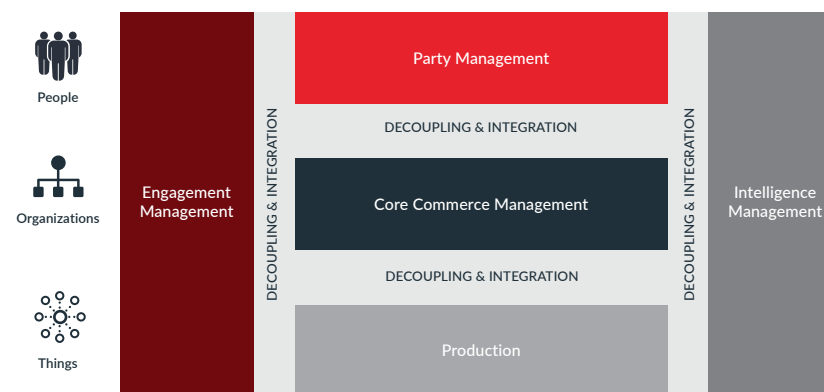 People
Organizations
Things
Engagement
Management
DECOUPLING & INTEGRATION
Party Management
DECOUPLING & INTEGRATION
Core Commerce Management
DECOUPLING & INTEGRATION
Production
DECOUPLING & INTEGRATION
Intelligence
Management